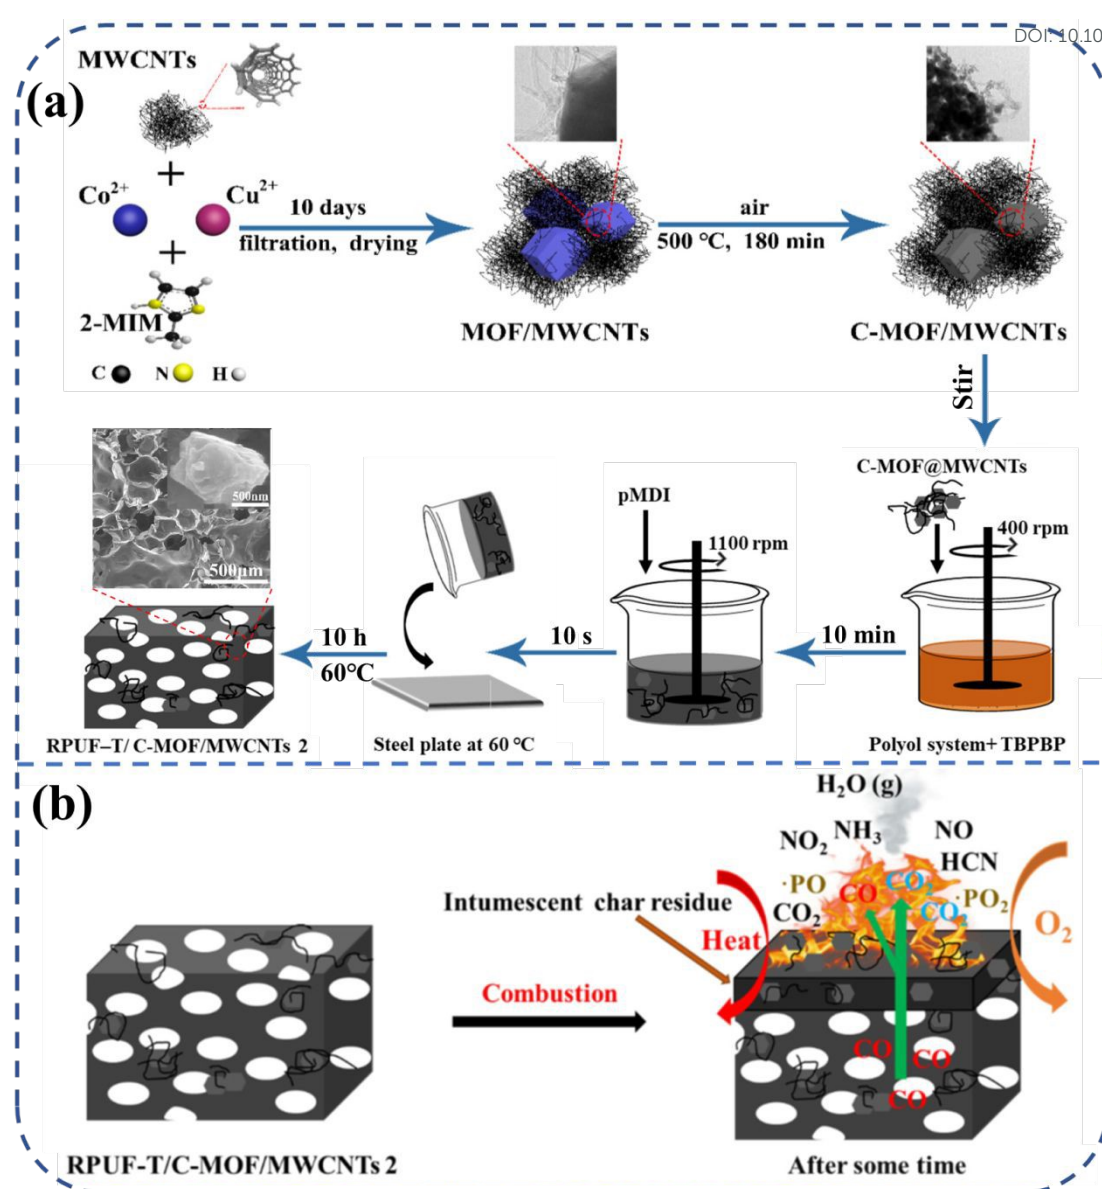 DOI: 10.10
(a)
MWCNTs
+
Co2+ Cu2+
+
2-MIM
C N H
10 days
filtration, drying
MOF/MWCNTs
air
500 °C, 180 min
C-MOF/MWCNTs
Stir
C-MOF@MWCNTs
400 rpm
Polyol system+ TBPBP
10 min
pMDI
1100 rpm
10 s
Steel plate at 60 °C
10 h
60°C
500nm
500μm
RPUF–T/ C-MOF/MWCNTs 2
(b)
RPUF-T/C-MOF/MWCNTs 2
Combustion
Intumescent char residue
H2O (g)
NO2 NH3 NO
HCN
·PO CO CO2 ·PO2
CO2 CO2
Heat
O2
CO CO
CO
After some time